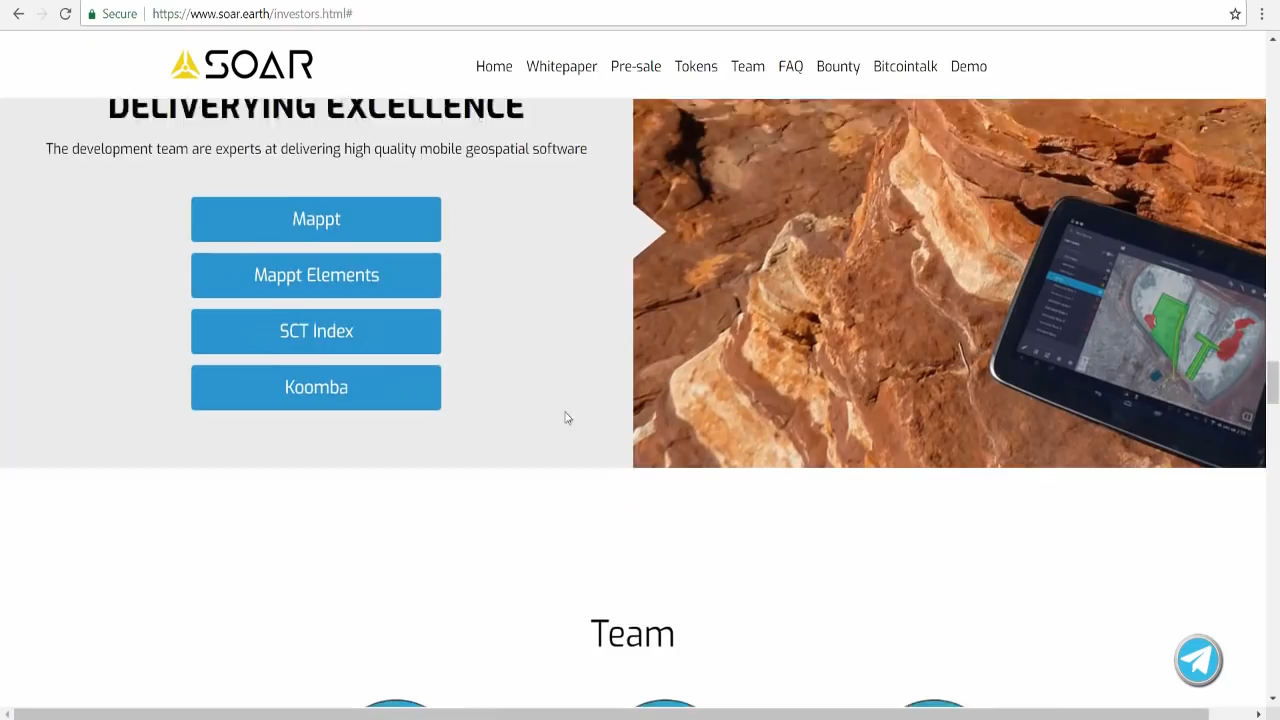 Secure
https://www.soar.earth/investors.html#
SOAR
Home Whitepaper Pre-sale Tokens Team FAQ Bounty Bitcointalk Demo
DELIVERYING EXCELLENCE
The development team are experts at delivering high quality mobile geospatial software
Mappt
Mappt Elements
SCT Index
Koomba
Team